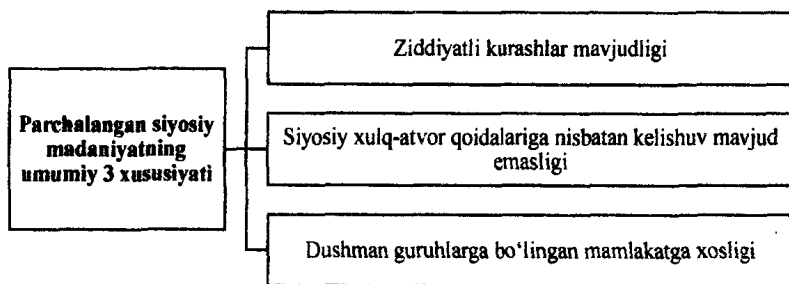 Parchalangan siyosiy
madaniyatning
umumiy 3 xususiyati
Ziddiyatli kurashlar mavjudligi
Siyosiy xulq-atvor qoidalariga nisbatan kelishuv mavjud
emasligi
Dushman guruhlarga bo‘lingan mamlakatga xosligi